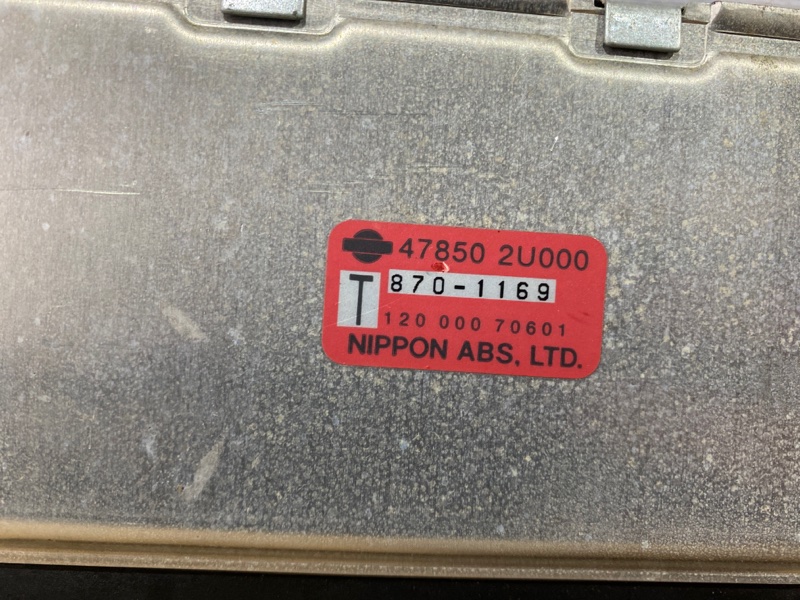 47850 2U000
T 870-1169
120 000 70601
NIPPON ABS, LTD.